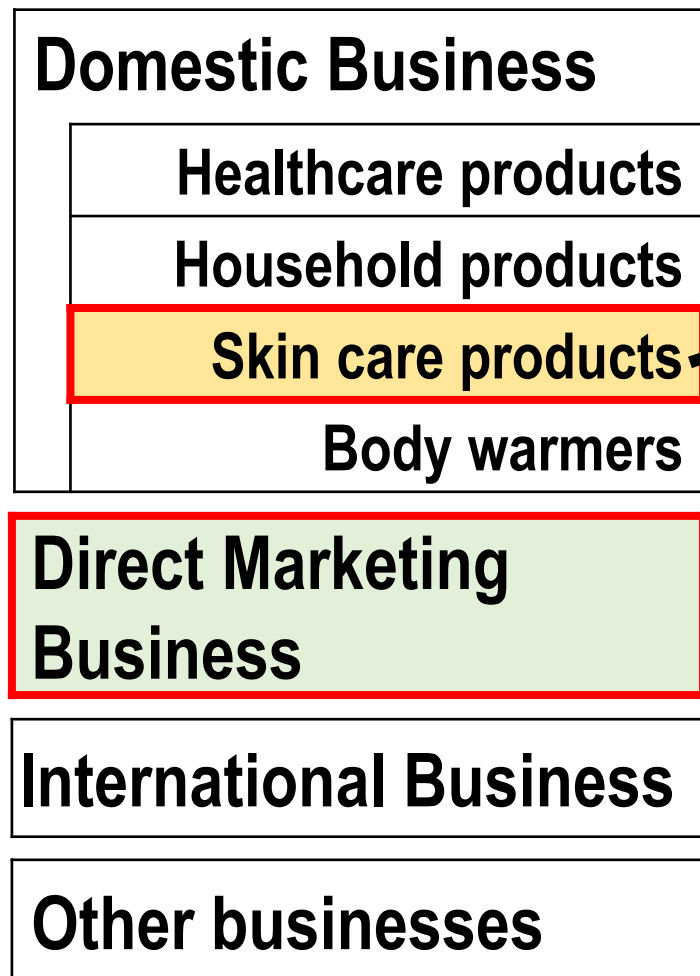 Domestic Business
Healthcare products
Household products
Skin care products
Body warmers
Direct Marketing
Business
International Business
Other businesses